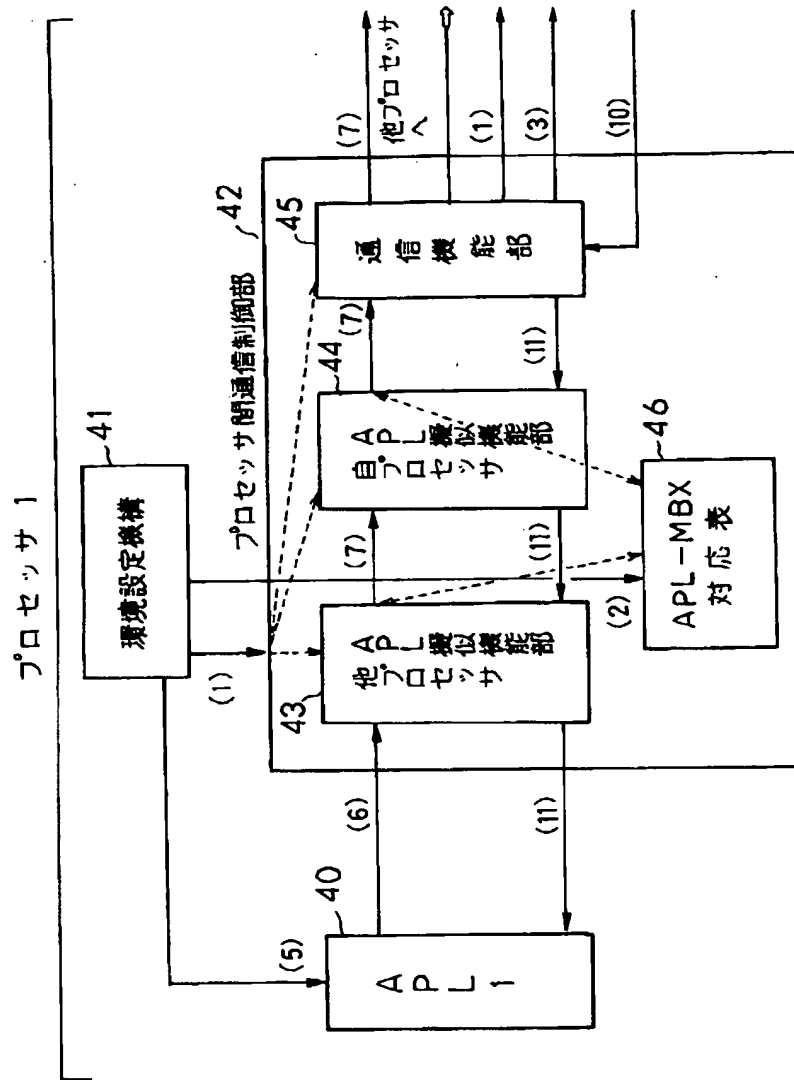 プロセッサ 1
環境設定機構
41
(1)
(5)
(2)
プロセッサ間通信制御部
42
APL 1
40
(6)
(11)
他プロセッサ
APL擬似機能部
43
(7)
(11)
自プロセッサ
APL擬似機能部
44
(7)
(11)
通信機能部
45
APL-MBX
対応表
46
(7)
他プロセッサ
へ
(1)
(3)
(10)